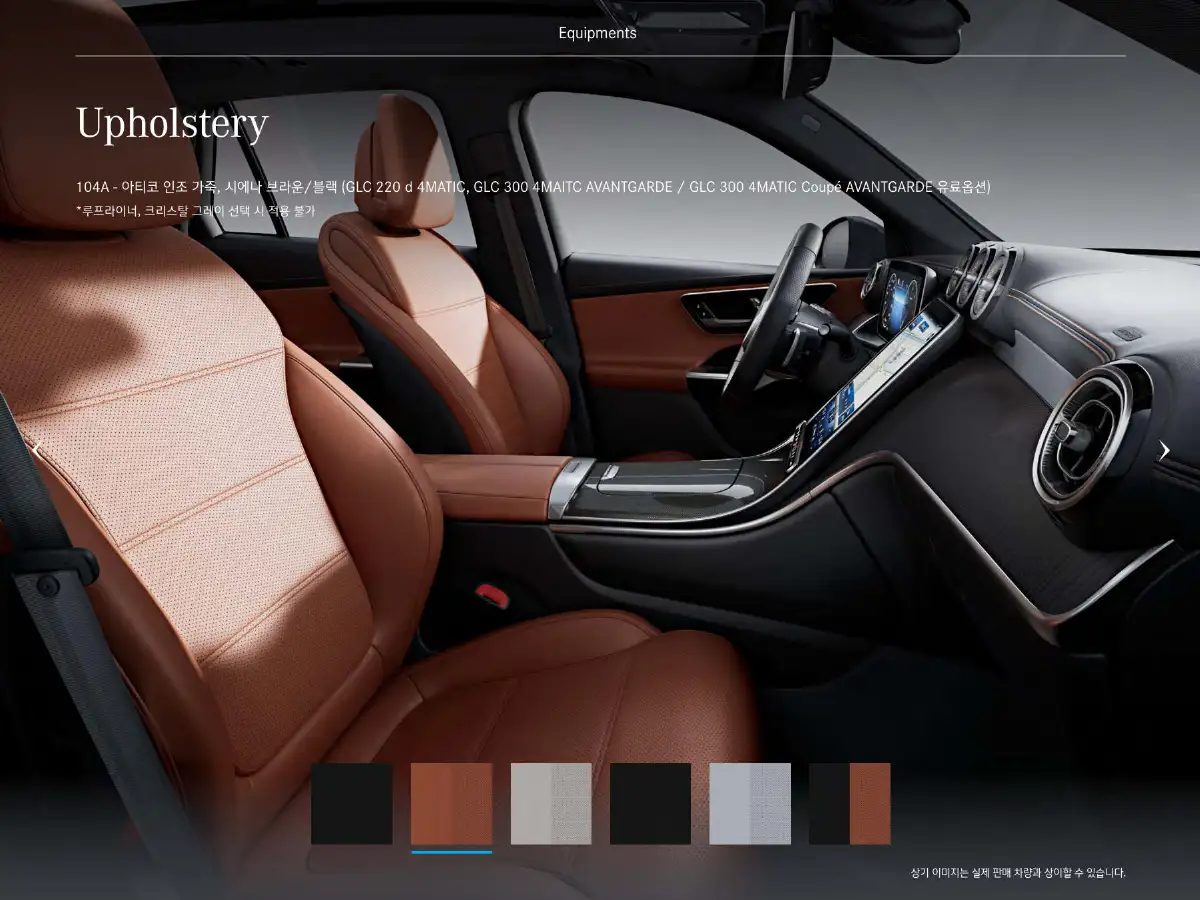 Equipments
Upholstery
104A - 아티코 인조 가죽, 시에나 브라운/블랙 (GLC 220 d 4MATIC, GLC 300 4MAITC AVANTGARDE / GLC 300 4MATIC Coupé AVANTGARDE 유료옵션)
*루프라이너, 크리스탈 그레이 선택 시 적용 불가
상기 이미지는 실제 판매 차량과 상이할 수 있습니다.